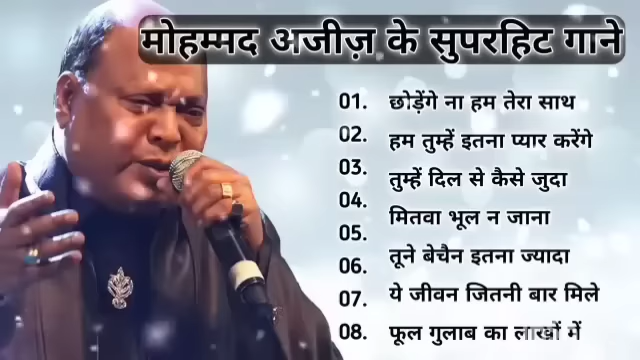 मोहम्मद अजीज़ के सुपरहिट गाने
01. छोड़ेंगे ना हम तेरा साथ
02. हम तुम्हें इतना प्यार करेंगे
03. तुम्हें दिल से कैसे जुदा
04. मितवा भूल न जाना
05. तूने बेचैन इतना ज्यादा
06. ये जीवन जितनी बार मिले
07. फूल गुलाब का लाखों में
08.